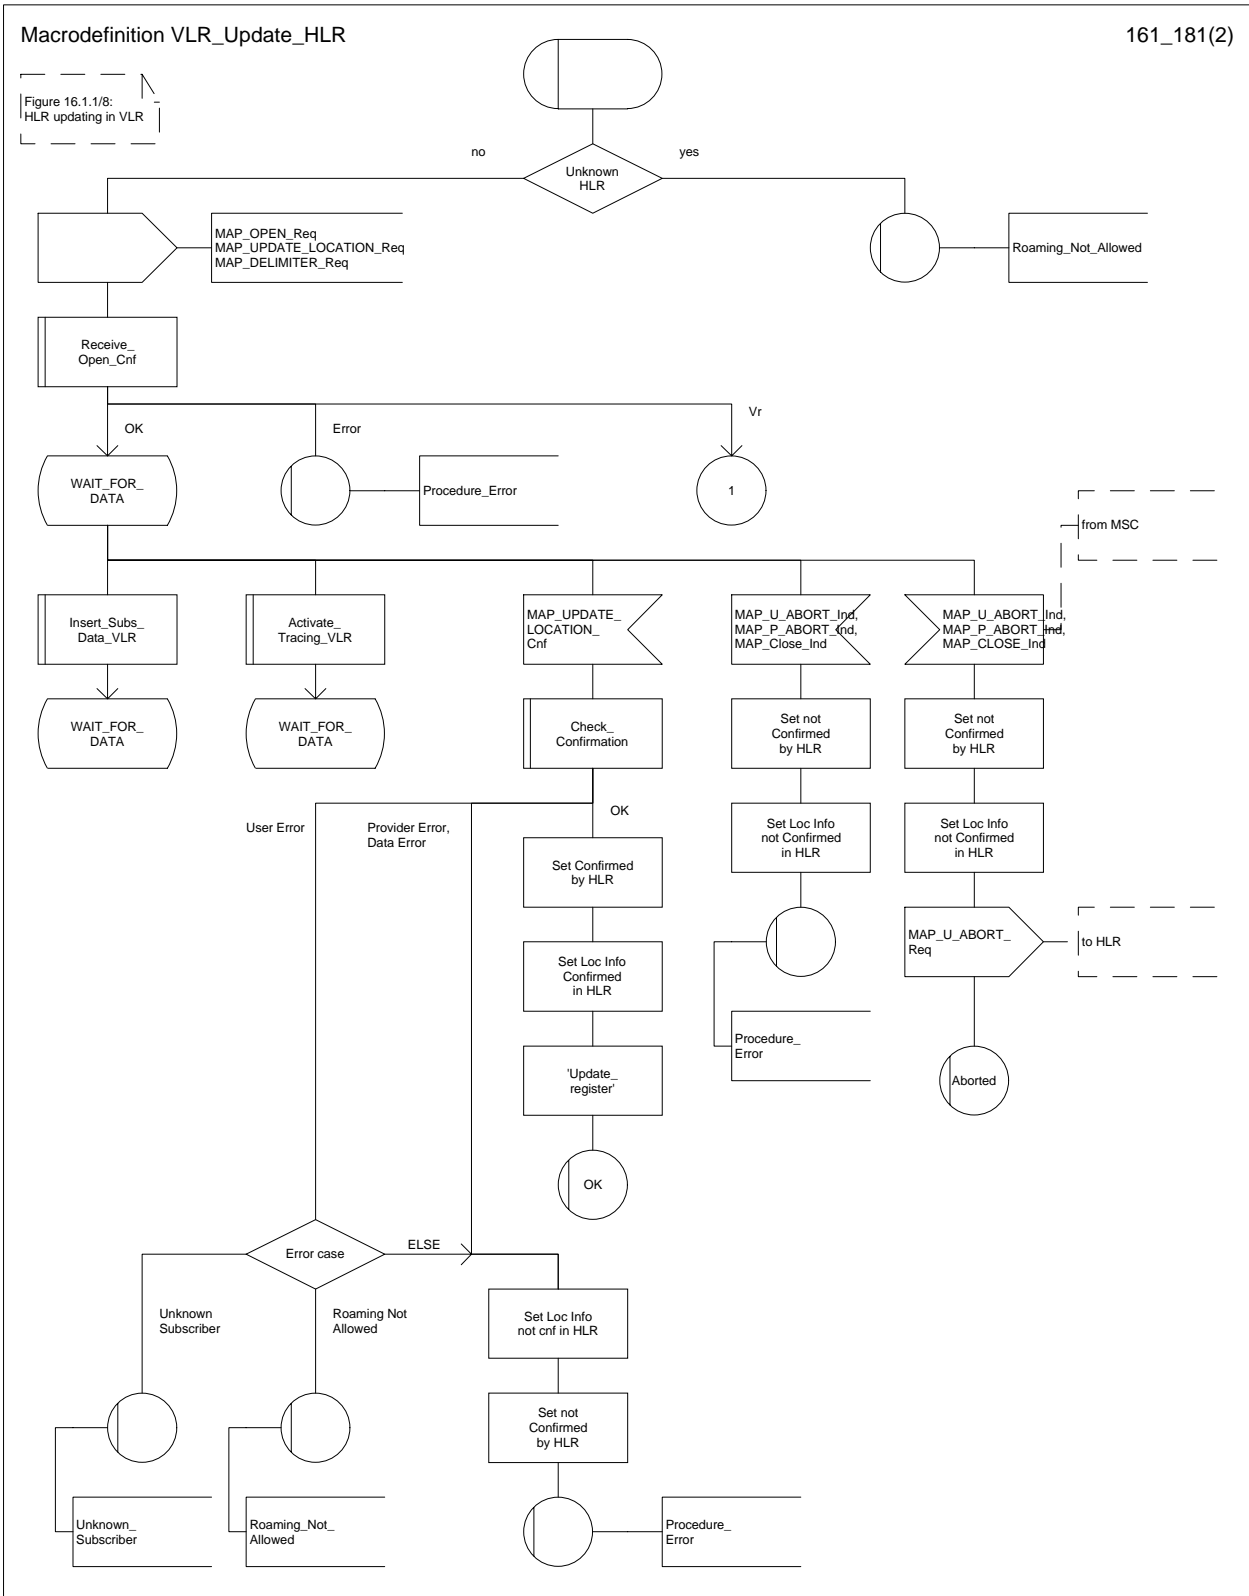 Macrodefinition VLR_Update_HLR
161_181(2)
Figure 16.1.1/8:
HLR updating in VLR
no
yes
Unknown
HLR
MAP_OPEN_Req
MAP_UPDATE_LOCATION_Req
MAP_DELIMITER_Req
Roaming_Not_Allowed
Receive_
Open_Cnf
OK
Error
Vr
WAIT_FOR_
DATA
Procedure_Error
1
from MSC
Insert_Subs_
Data_VLR
Activate_
Tracing_VLR
MAP_UPDATE_
LOCATION_
Cnf
MAP_U_ABORT_Ind,
MAP_P_ABORT_Ind,
MAP_Close_Ind
MAP_U_ABORT_Ind,
MAP_P_ABORT_Ind,
MAP_CLOSE_Ind
WAIT_FOR_
DATA
WAIT_FOR_
DATA
Check_
Confirmation
Set not
Confirmed
by HLR
Set not
Confirmed
by HLR
User Error
Provider Error,
Data Error
OK
Set Loc Info
not Confirmed
in HLR
Set Loc Info
not Confirmed
in HLR
Set Confirmed
by HLR
MAP_U_ABORT_
Req
to HLR
Set Loc Info
Confirmed
in HLR
Procedure_
Error
'Update_
register'
Aborted
OK
Error case
ELSE
Unknown
Subscriber
Roaming Not
Allowed
Set Loc Info
not cnf in HLR
Set not
Confirmed
by HLR
Unknown_
Subscriber
Roaming_Not_
Allowed
Procedure_
Error